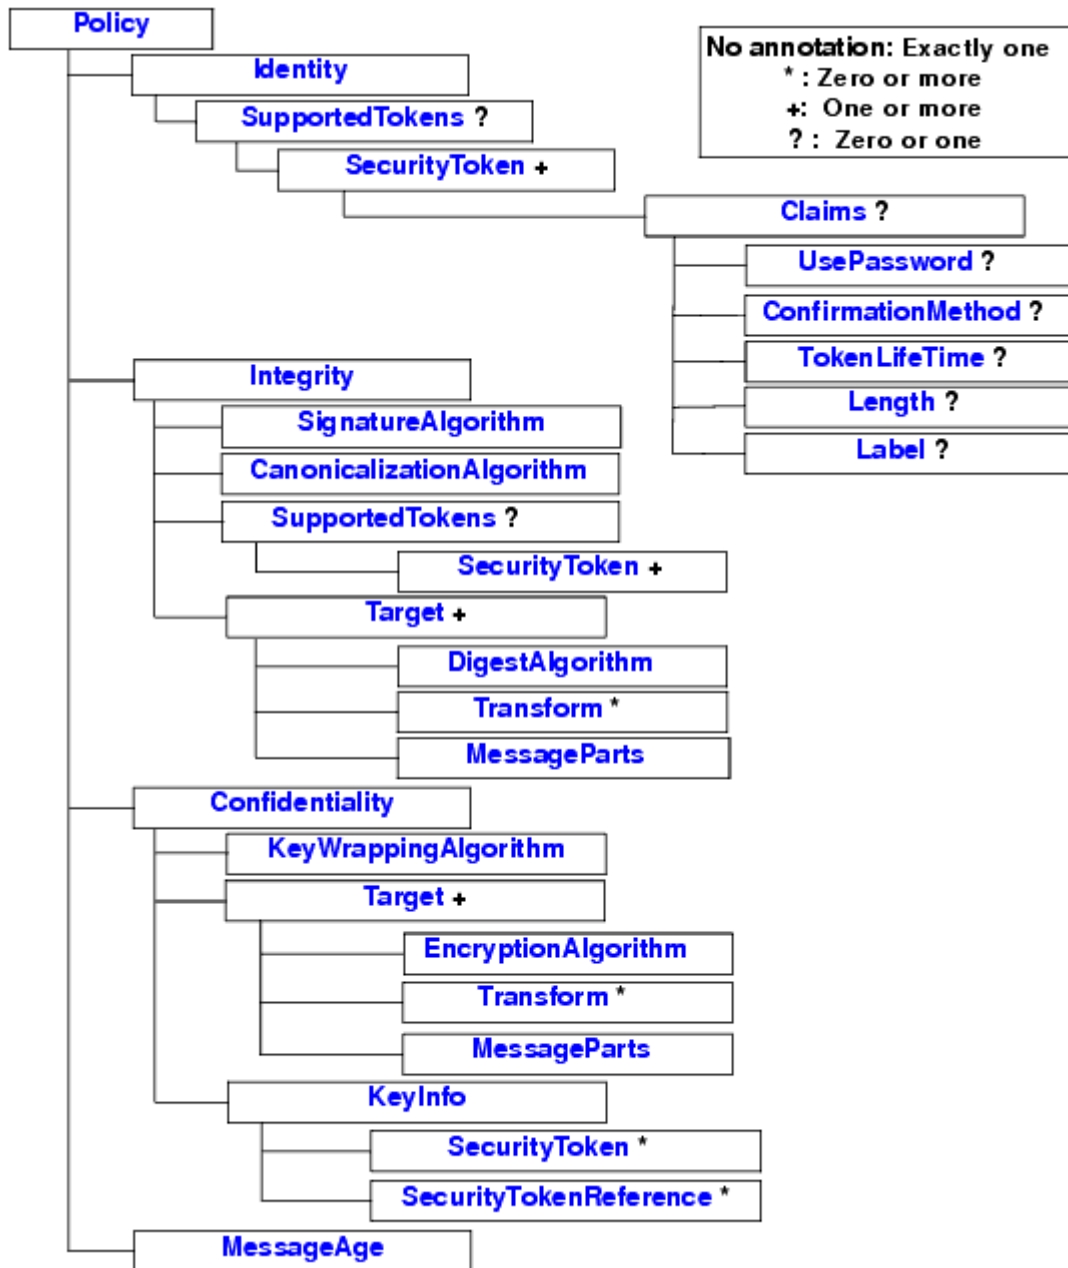 Policy
No annotation: Exactly one
* : Zero or more
+: One or more
? : Zero or one
Identity
SupportedTokens ?
SecurityToken +
Claims ?
UsePassword ?
ConfirmationMethod ?
TokenLifeTime ?
Length ?
Label ?
Integrity
SignatureAlgorithm
CanonicalizationAlgorithm
SupportedTokens ?
SecurityToken +
Target +
DigestAlgorithm
Transform *
MessageParts
Confidentiality
KeyWrappingAlgorithm
Target +
EncryptionAlgorithm
Transform *
MessageParts
KeyInfo
SecurityToken *
SecurityTokenReference *
MessageAge